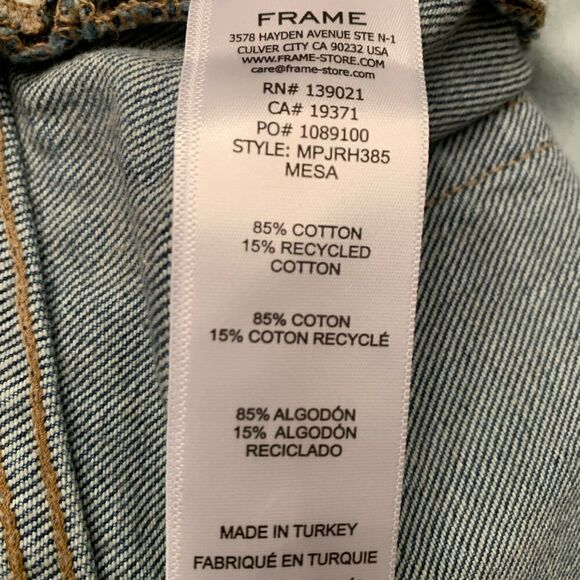 FRAME
3578 HAYDEN AVENUE STE N-1
CULVER CITY CA 90232 USA
WWW.FRAME-STORE.COM
care@frame-store.com
RN# 139021
CA# 19371
PO# 1089100
STYLE: MPJRH385
MESA
85% COTTON
15% RECYCLED
COTTON
85% COTON
15% COTON RECYCLÉ
85% ALGODÓN
15% ALGODÓN
RECICLADO
MADE IN TURKEY
FABRIQUÉ EN TURQUIE